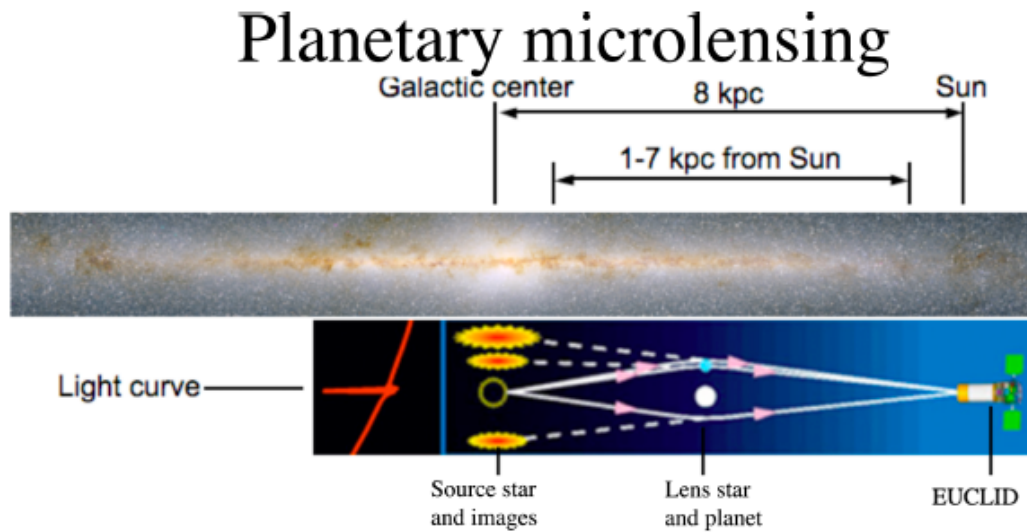 Planetary microlensing
Galactic center
8 kpc
Sun
1-7 kpc from Sun
Light curve
Source star
and images
Lens star
and planet
EUCLID